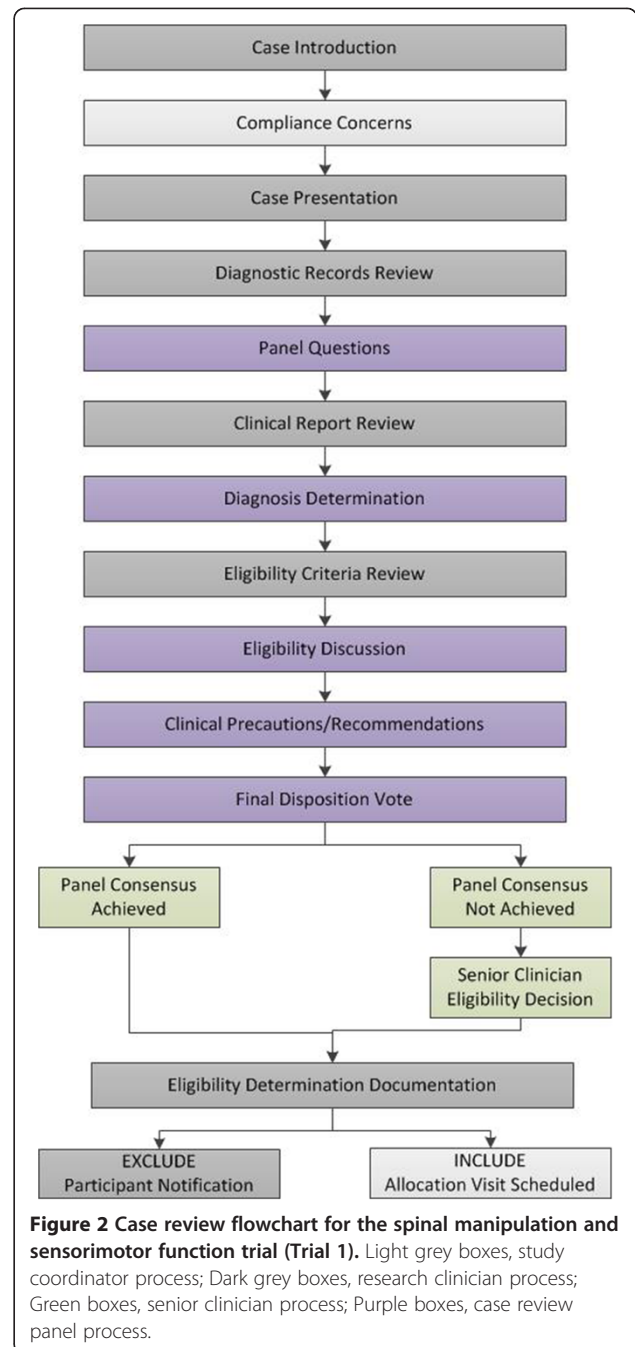 Case Introduction
Compliance Concerns
Case Presentation
Diagnostic Records Review
Panel Questions
Clinical Report Review
Diagnosis Determination
Eligibility Criteria Review
Eligibility Discussion
Clinical Precautions/Recommendations
Final Disposition Vote
Panel Consensus
Achieved
Panel Consensus
Not Achieved
Senior Clinician
Eligibility Decision
Eligibility Determination Documentation
EXCLUDE
Participant Notification
INCLUDE
Allocation Visit Scheduled
Figure 2 Case review flowchart for the spinal manipulation and
sensorimotor function trial (Trial 1). Light grey boxes, study
coordinator process; Dark grey boxes, research clinician process;
Green boxes, senior clinician process; Purple boxes, case review
panel process.